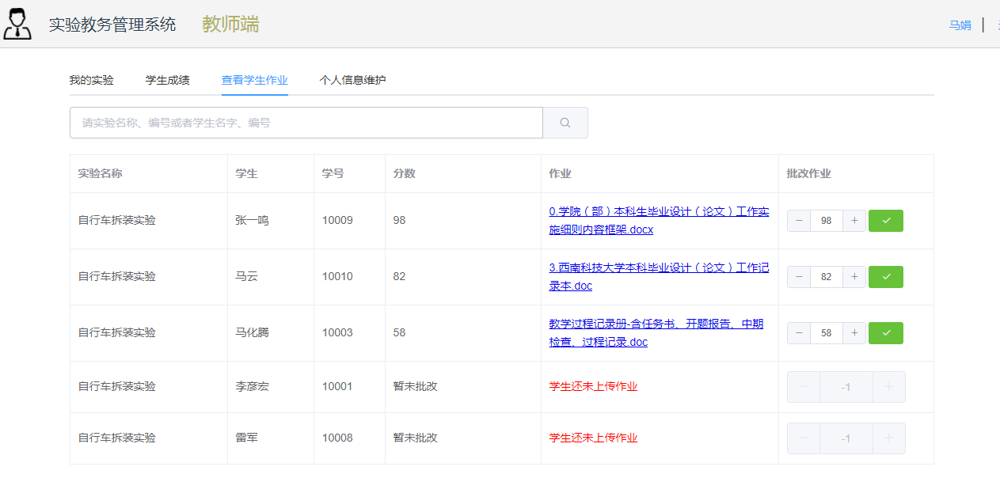 实验教务管理系统 教师端 马娟 |
我的实验 学生成绩 查看学生作业 个人信息维护
请实验名称、编号或者学生名字、编号
实验名称 学生 学号 分数 作业 批改作业
自行车拆装实验 张一鸣 10009 98 0.学院（部）本科生毕业设计（论文）工作实 − 98 +
施细则内容框架.docx
自行车拆装实验 马云 10010 82 3.西南科技大学本科毕业设计（论文）工作记 − 82 +
录本.doc
自行车拆装实验 马化腾 10003 58 教学过程记录册-含任务书、开题报告、中期 − 58 +
检查、过程记录.doc
自行车拆装实验 李彦宏 10001 暂未批改 学生还未上传作业 − -1 +
自行车拆装实验 雷军 10008 暂未批改 学生还未上传作业 − -1 +